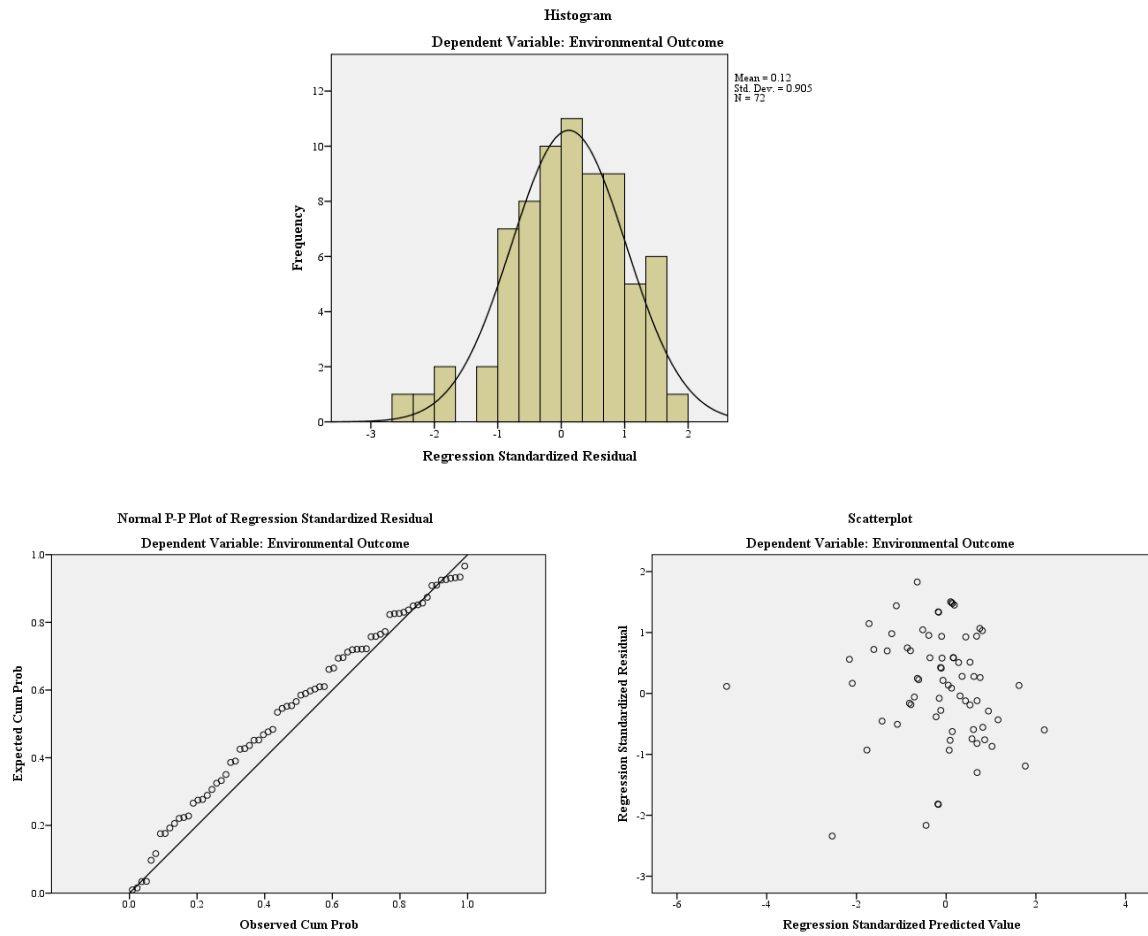 Histogram
Dependent Variable: Environmental Outcome
Mean = 0.12
Std. Dev. = 0.905
N = 72
12
10
8
6
4
2
0
Frequency
-3 -2 -1 0 1 2
Regression Standardized Residual
Normal P-P Plot of Regression Standardized Residual
Dependent Variable: Environmental Outcome
1.0
0.8
0.6
0.4
0.2
0.0
Expected Cum Prob
0.0 0.2 0.4 0.6 0.8 1.0
Observed Cum Prob
Scatterplot
Dependent Variable: Environmental Outcome
2
1
0
-1
-2
-3
Regression Standardized Residual
-6 -4 -2 0 2 4
Regression Standardized Predicted Value